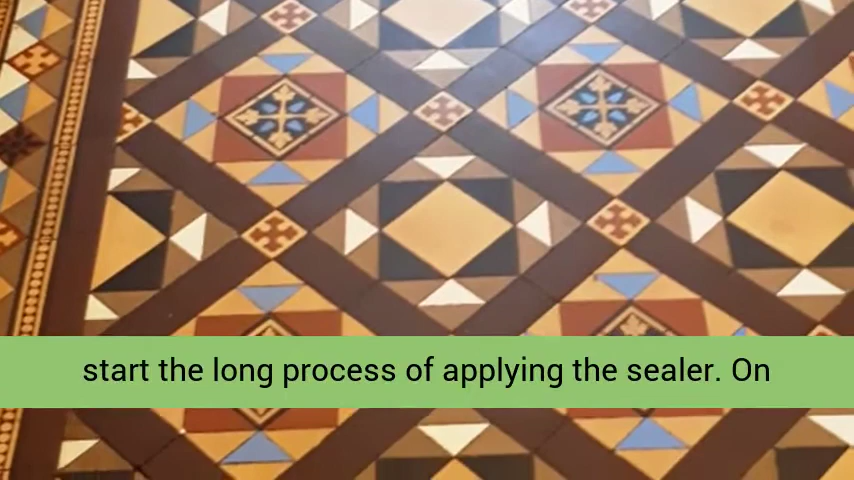 start the long process of applying the sealer. On